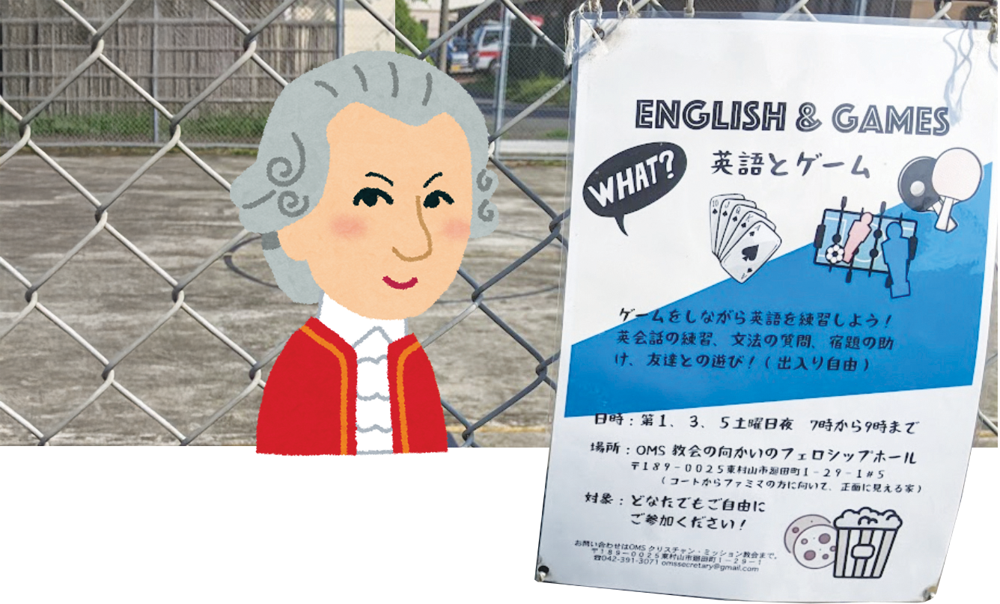 ENGLISH & GAMES
WHAT?
英語とゲーム
10 J Q K A
ゲームをしながら英語を練習しよう！
英会話の練習、文法の質問、宿題の助
け、友達との遊び！（出入り自由）
日時：第１、３、５土曜日夜 7時から9時まで
場所：OMS 教会の向かいのフェロシップホール
〒１８９－００２５東村山市廻田町１－２９－１＃５
（コートからファミマの方に向いて、正面に見える家）
対象：どなたでもご自由に
ご参加ください！
お問い合わせはOMS クリスチャン・ミッション教会まで。
〒１８９－００２５東村山市廻田町１－２９－１
☎042-391-3071 omssecretary@gmail.com